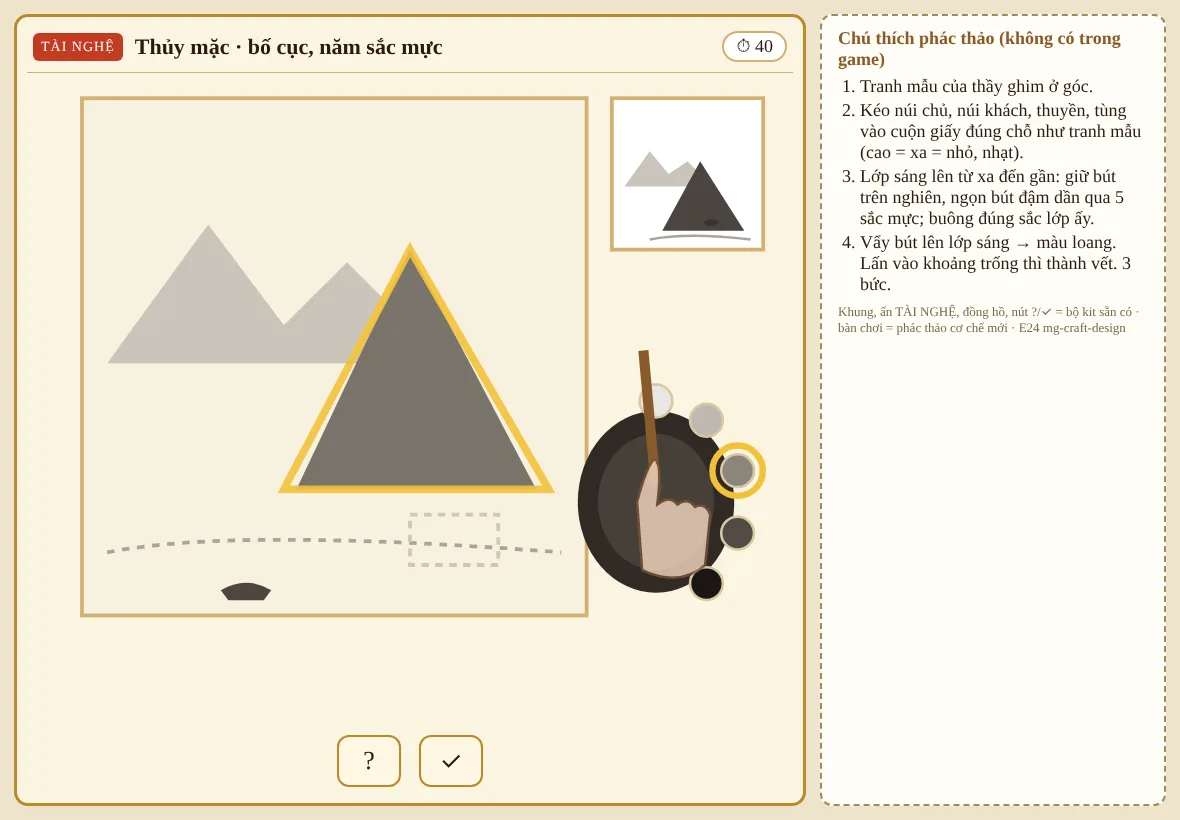 TÀI NGHỆ
Thủy mặc · bố cục, năm sắc mực
⏱ 40
?
✓
Chú thích phác thảo (không có trong
game)
1. Tranh mẫu của thầy ghim ở góc.
2. Kéo núi chủ, núi khách, thuyền, tùng
vào cuộn giấy đúng chỗ như tranh mẫu
(cao = xa = nhỏ, nhạt).
3. Lớp sáng lên từ xa đến gần: giữ bút
trên nghiên, ngọn bút đậm dần qua 5
sắc mực; buông đúng sắc lớp ấy.
4. Vẩy bút lên lớp sáng → màu loang.
Lấn vào khoảng trống thì thành vết. 3
bức.
Khung, ấn TÀI NGHỆ, đồng hồ, nút ?/✓ = bộ kit sẵn có ·
bàn chơi = phác thảo cơ chế mới · E24 mg-craft-design